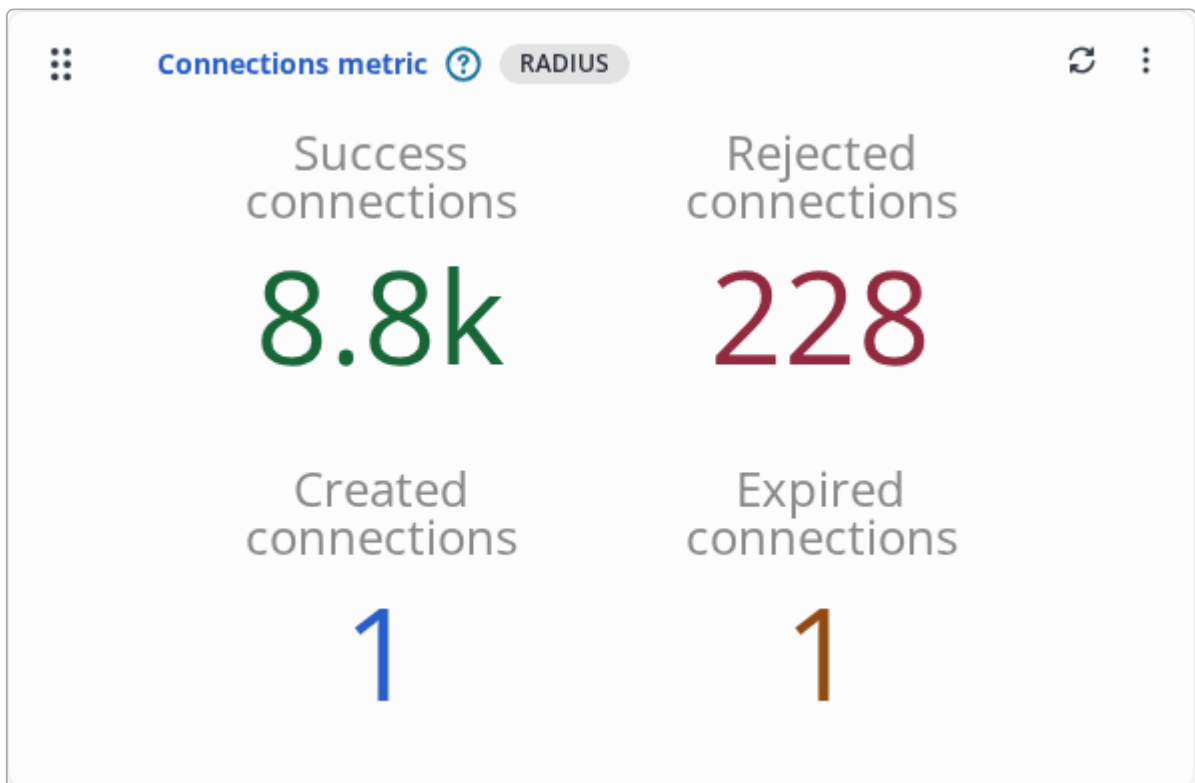 Connections metric ? RADIUS
Success
connections
8.8k
Rejected
connections
228
Created
connections
1
Expired
connections
1